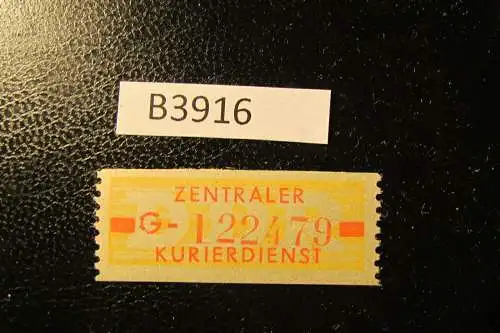 B3916
ZENTRALER
G-122479
KURIERDIENST